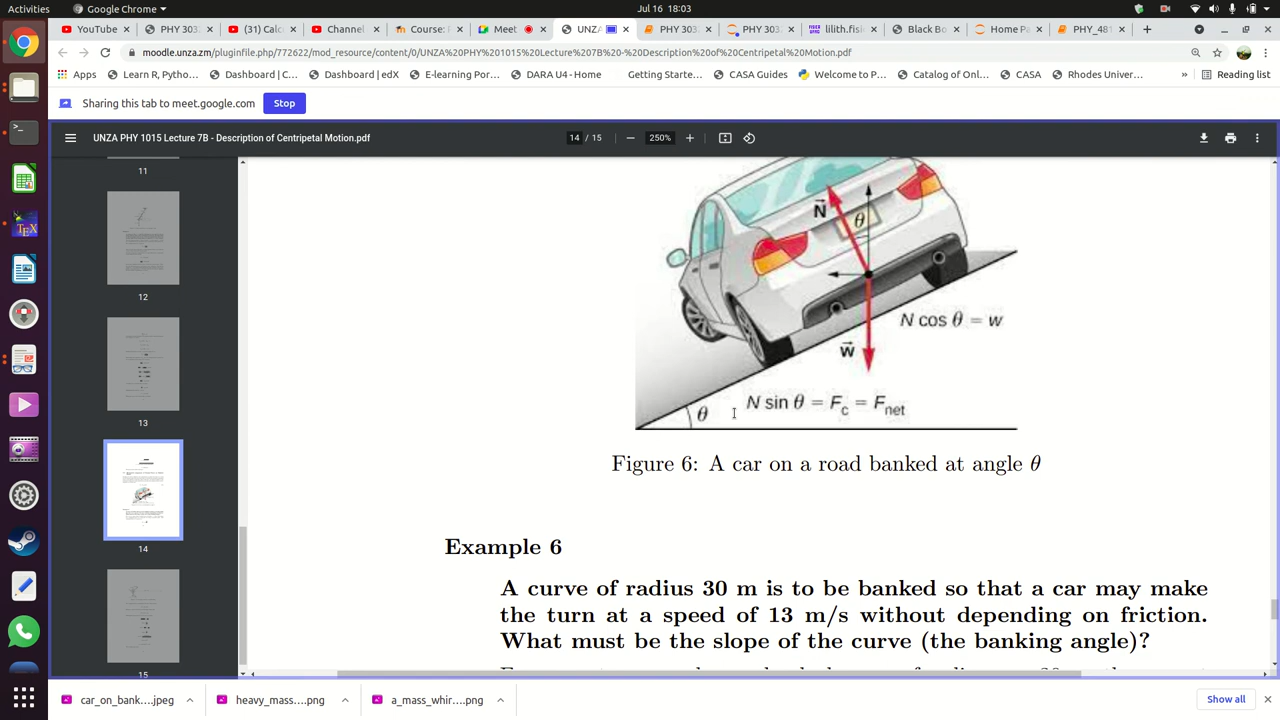 Activities
Google Chrome
Jul 16 18:03
YouTube
PHY 303
(31) Calc
Channel
Course:
Meet
UNZA
PHY 303
PHY_303
lilith.fisi
Black Bo
Home Pa
PHY_481
moodle.unza.zm/pluginfile.php/772622/mod_resource/content/0/UNZA%20PHY%201015%20Lecture%207B%20-%20Description%20of%20Centripetal%20Motion.pdf
Apps
Learn R, Pytho...
Dashboard | C...
Dashboard | edX
E-learning Por...
DARA U4 - Home
Getting Starte...
CASA Guides
Welcome to P...
Catalog of Onl...
CASA
Rhodes Univer...
»
Reading list
Sharing this tab to meet.google.com
Stop
UNZA PHY 1015 Lecture 7B - Description of Centripetal Motion.pdf
14 / 15
250%
11
12
13
14
15
N
θ
w
N cos θ = w
N sin θ = Fc = Fnet
θ
Figure 6: A car on a road banked at angle θ
Example 6
A curve of radius 30 m is to be banked so that a car may make
the turn at a speed of 13 m/s without depending on friction.
What must be the slope of the curve (the banking angle)?
car_on_bank....jpeg
heavy_mass....png
a_mass_whir....png
Show all